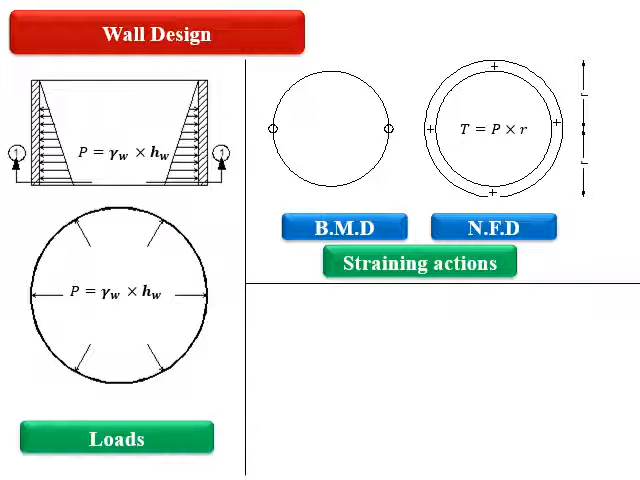 Wall Design
P = γw × hw
1 1
P = γw × hw
Loads
T = P × r
r
r
B.M.D
N.F.D
Straining actions